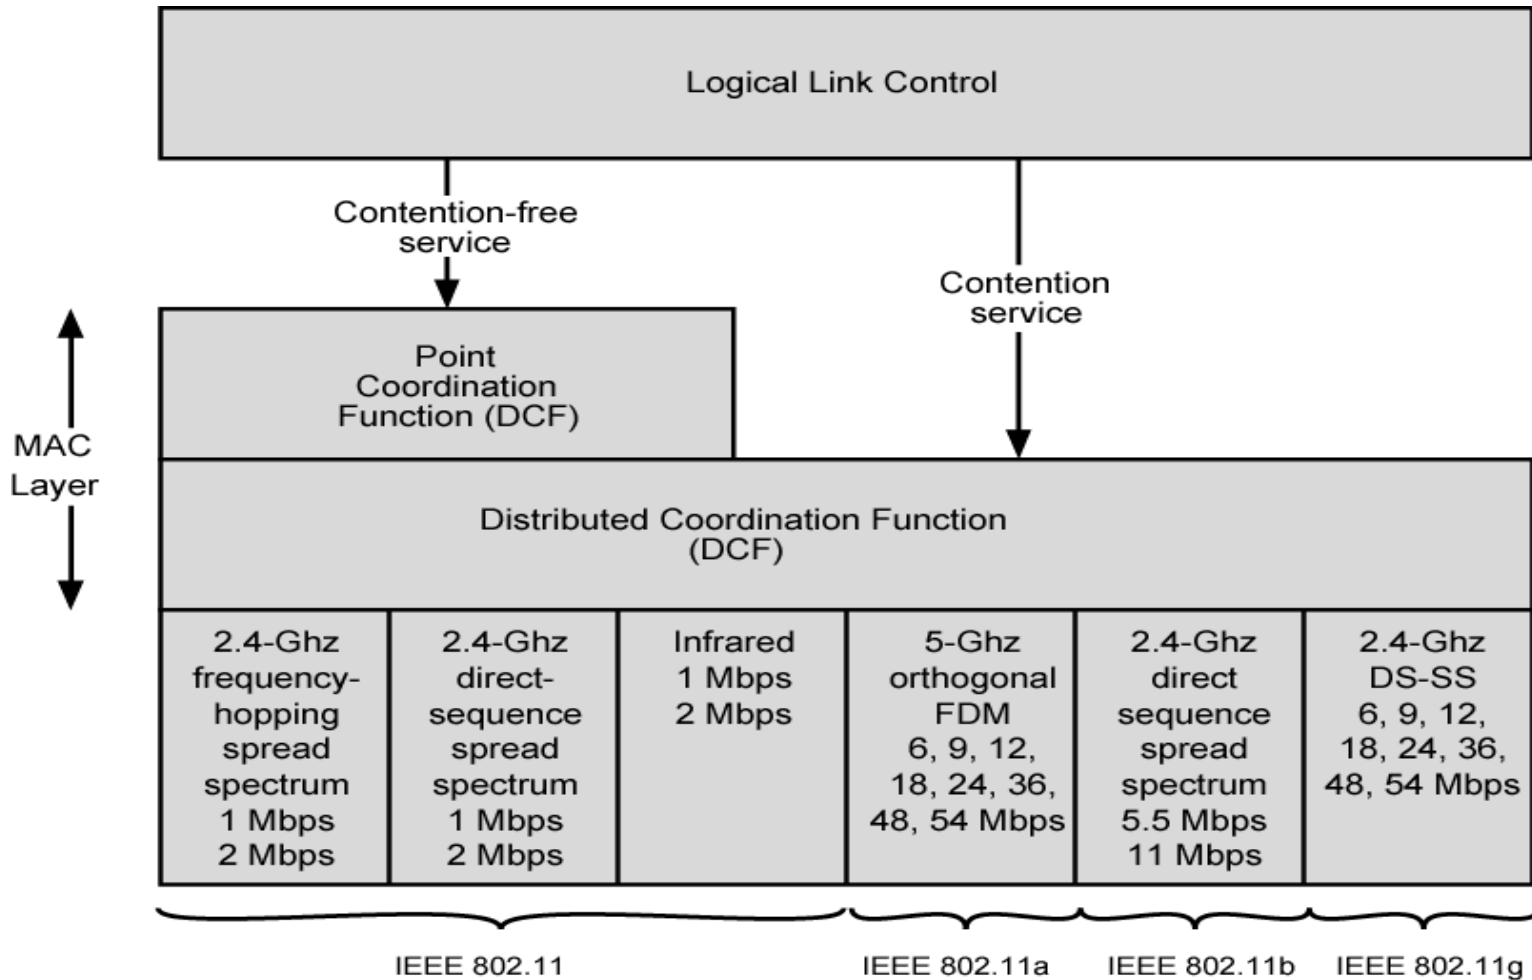 Logical Link Control
Contention-free
service
Contention
service
Point
Coordination
Function (DCF)
MAC
Layer
Distributed Coordination Function
(DCF)
2.4-Ghz
frequency-
hopping
spread
spectrum
1 Mbps
2 Mbps
2.4-Ghz
direct-
sequence
spread
spectrum
1 Mbps
2 Mbps
Infrared
1 Mbps
2 Mbps
5-Ghz
orthogonal
FDM
6, 9, 12,
18, 24, 36,
48, 54 Mbps
2.4-Ghz
direct
sequence
spread
spectrum
5.5 Mbps
11 Mbps
2.4-Ghz
DS-SS
6, 9, 12,
18, 24, 36,
48, 54 Mbps
IEEE 802.11
IEEE 802.11a
IEEE 802.11b
IEEE 802.11g